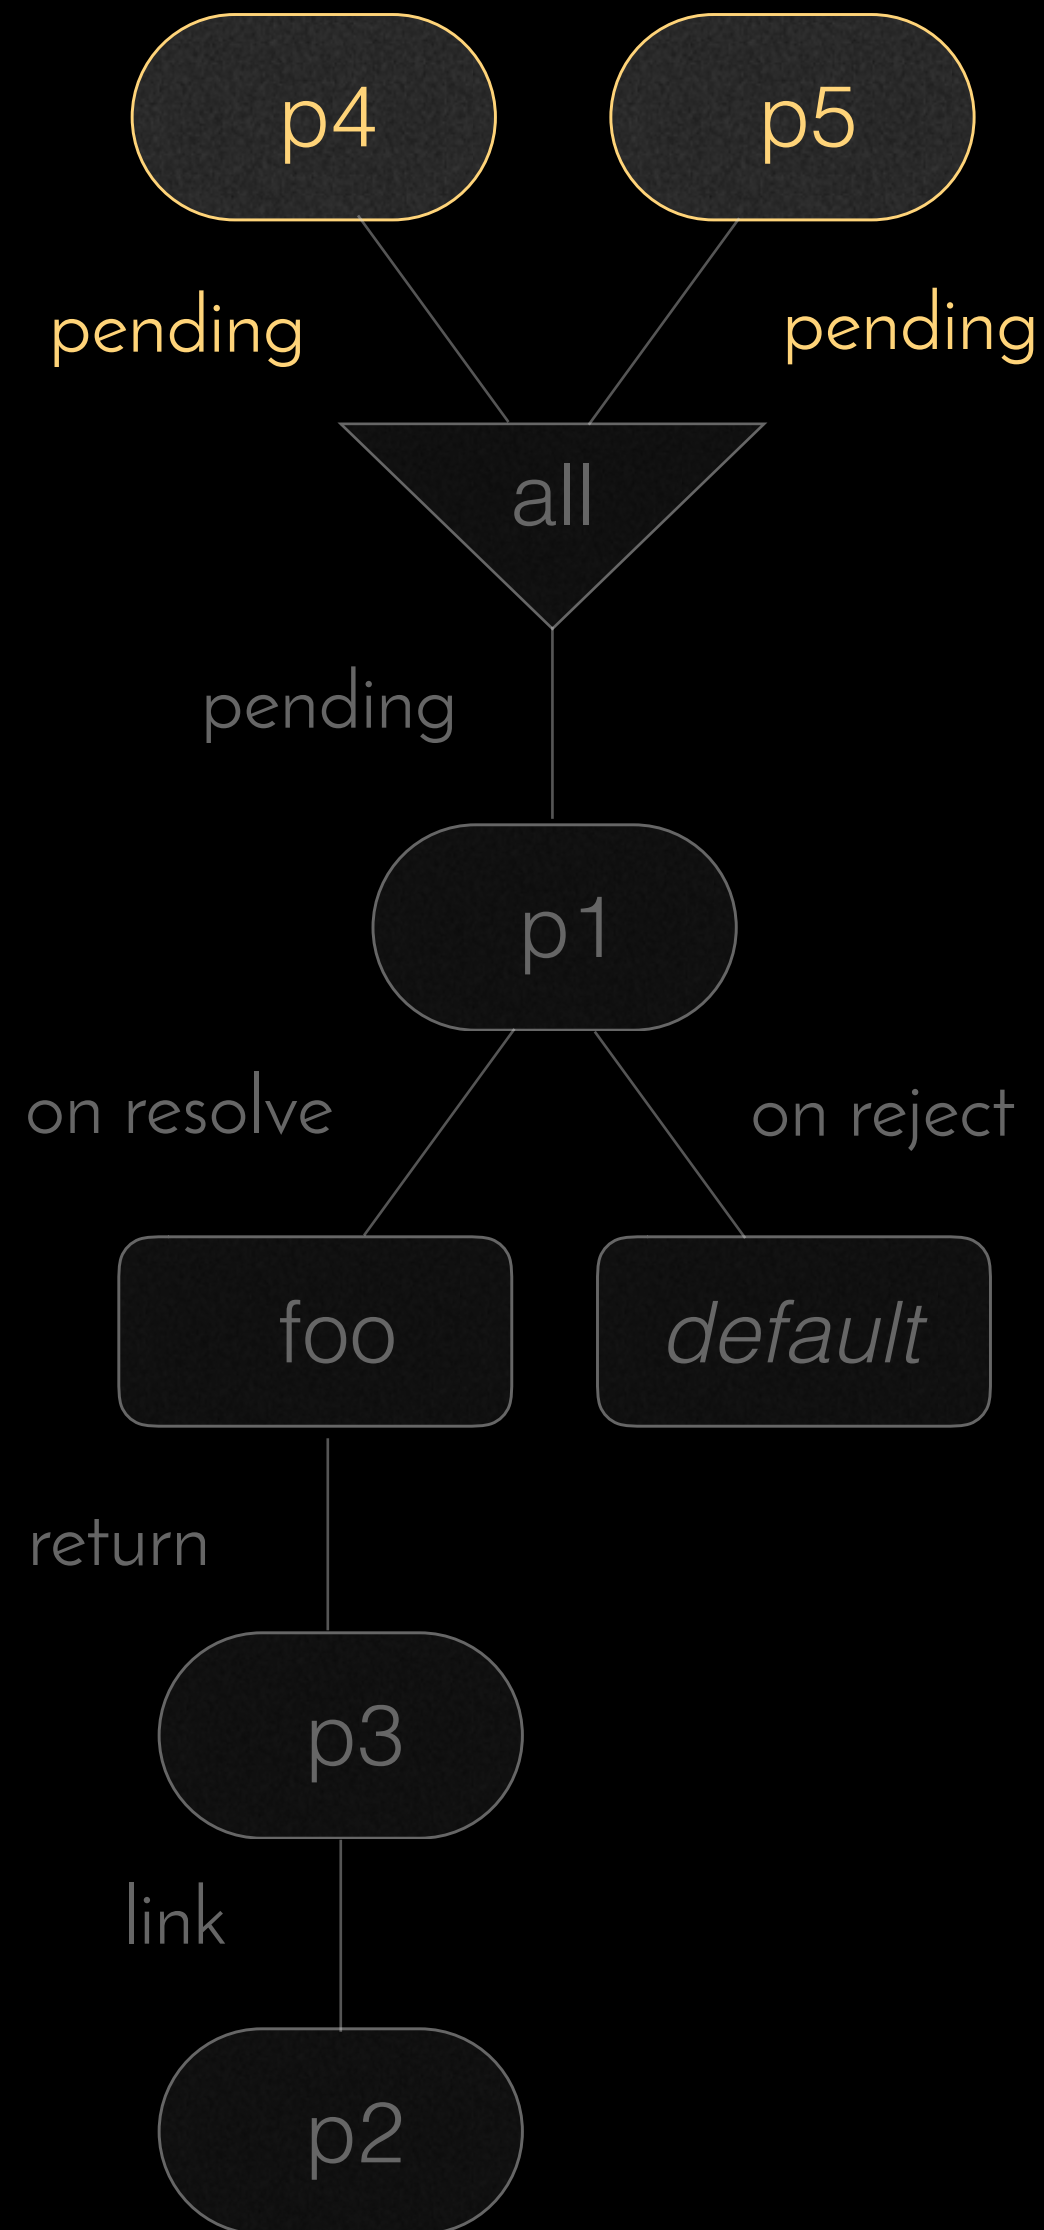 p4
p5
pending
pending
all
pending
p1
on resolve
on reject
foo
default
return
p3
link
p2